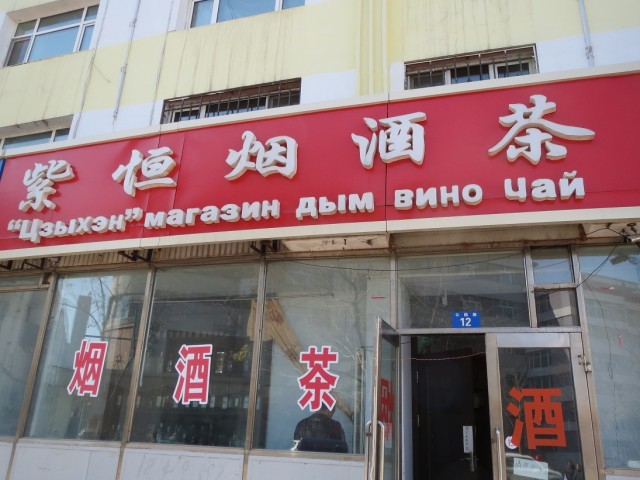 紫恒烟酒茶
“Цзыхэн” магазин дым вино чай
12
烟酒茶
酒